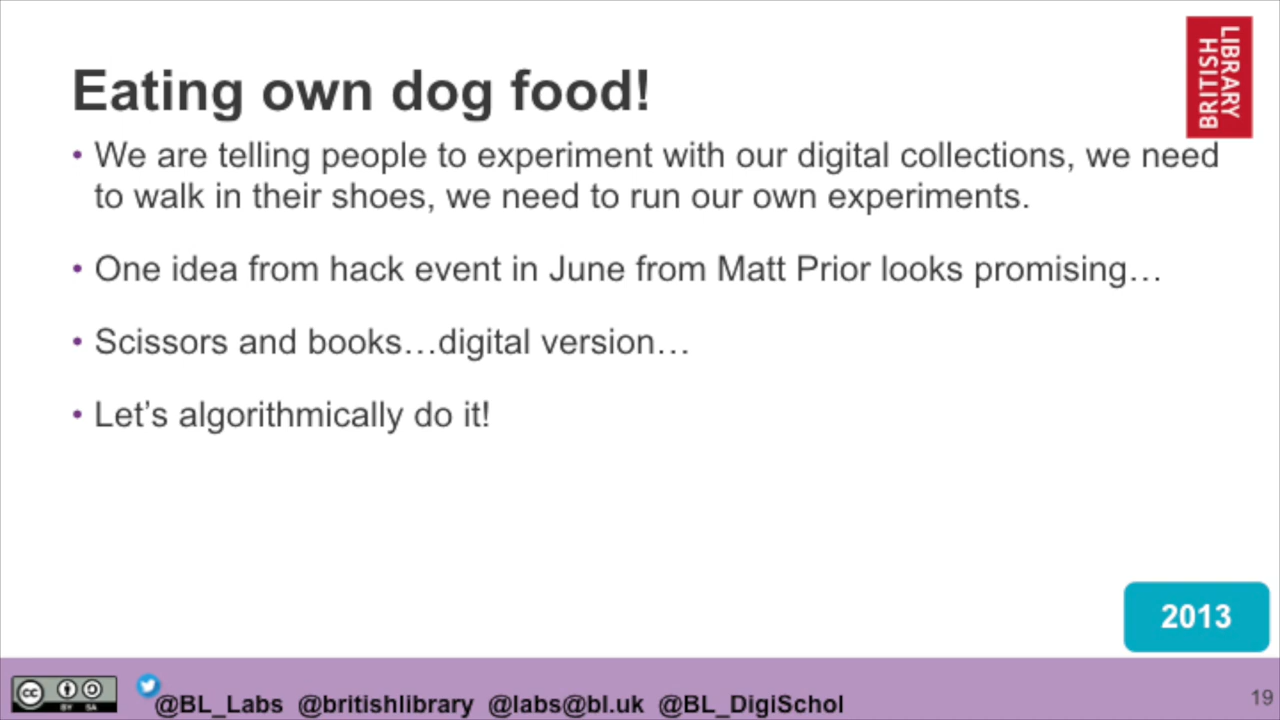 Eating own dog food!
LIBRARY
BRITISH
• We are telling people to experiment with our digital collections, we need
to walk in their shoes, we need to run our own experiments.
• One idea from hack event in June from Matt Prior looks promising…
• Scissors and books…digital version…
• Let’s algorithmically do it!
2013
cc
BY SA
@BL_Labs @britishlibrary @labs@bl.uk @BL_DigiSchol
19